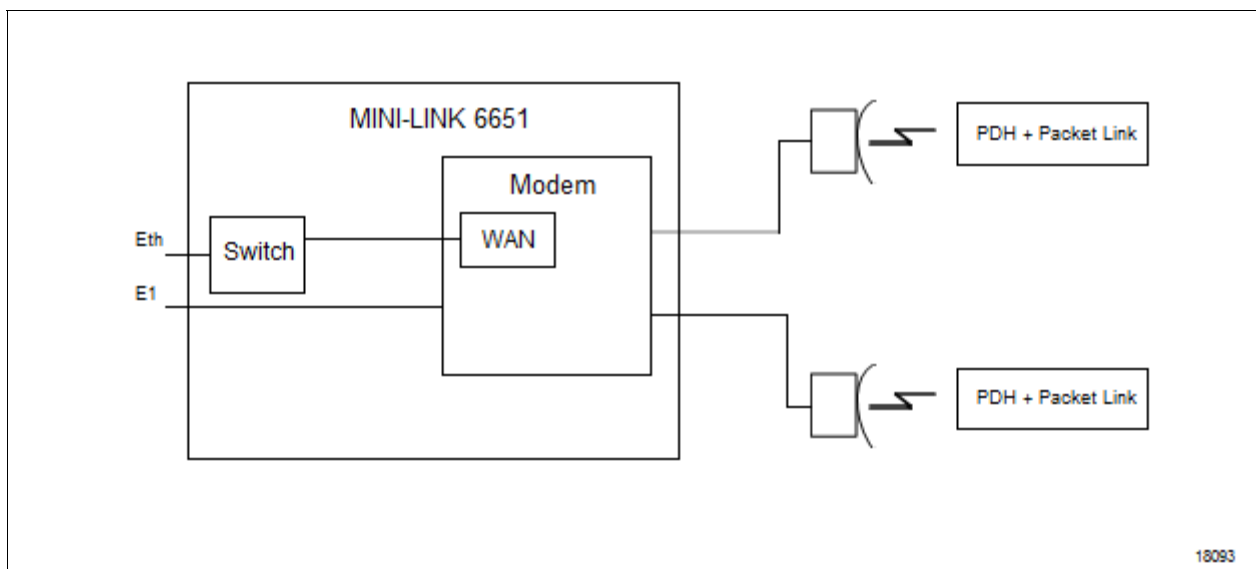 MINI-LINK 6651
Modem
WAN
Switch
Eth
E1
PDH + Packet Link
PDH + Packet Link
18093